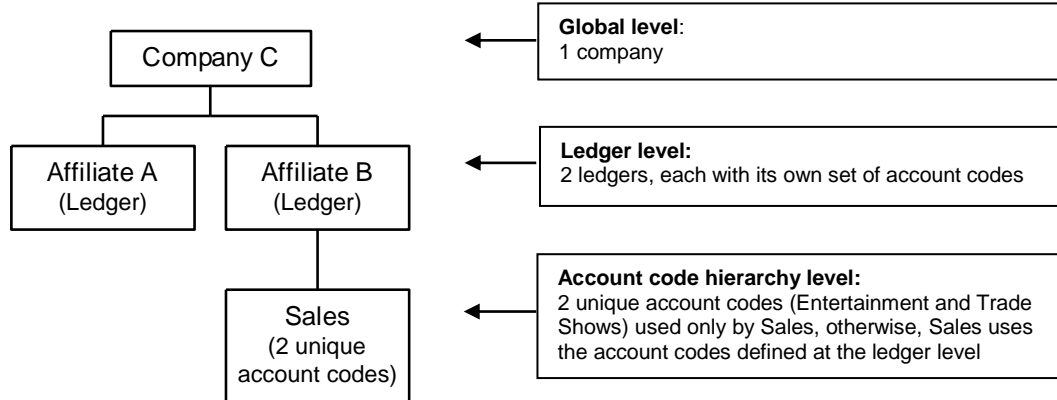 Company C
Global level:
1 company
Affiliate A
(Ledger)
Affiliate B
(Ledger)
Ledger level:
2 ledgers, each with its own set of account codes
Sales
(2 unique
account codes)
Account code hierarchy level:
2 unique account codes (Entertainment and Trade
Shows) used only by Sales, otherwise, Sales uses
the account codes defined at the ledger level